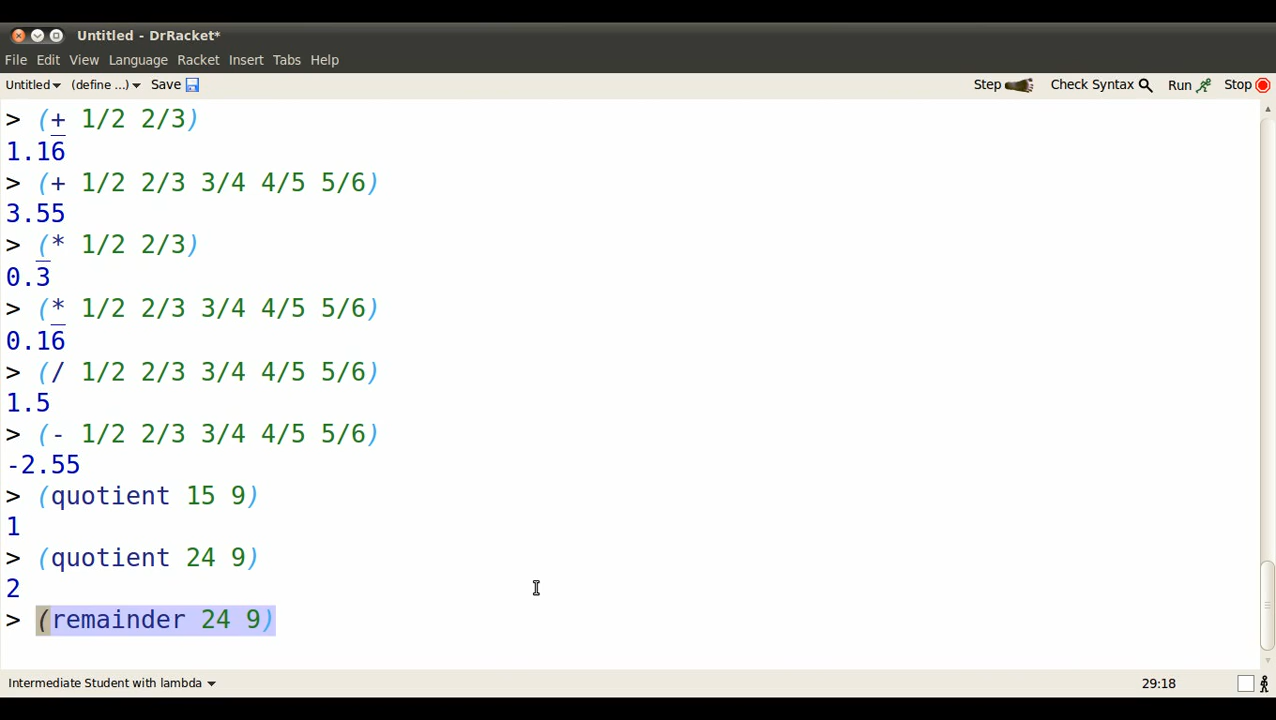 Untitled - DrRacket*
File Edit View Language Racket Insert Tabs Help
Untitled (define ...) Save Step Check Syntax Run Stop
> (+ 1/2 2/3)
1.16
> (+ 1/2 2/3 3/4 4/5 5/6)
3.55
> (* 1/2 2/3)
0.3
> (* 1/2 2/3 3/4 4/5 5/6)
0.16
> (/ 1/2 2/3 3/4 4/5 5/6)
1.5
> (- 1/2 2/3 3/4 4/5 5/6)
-2.55
> (quotient 15 9)
1
> (quotient 24 9)
2
> (remainder 24 9)
Intermediate Student with lambda 29:18